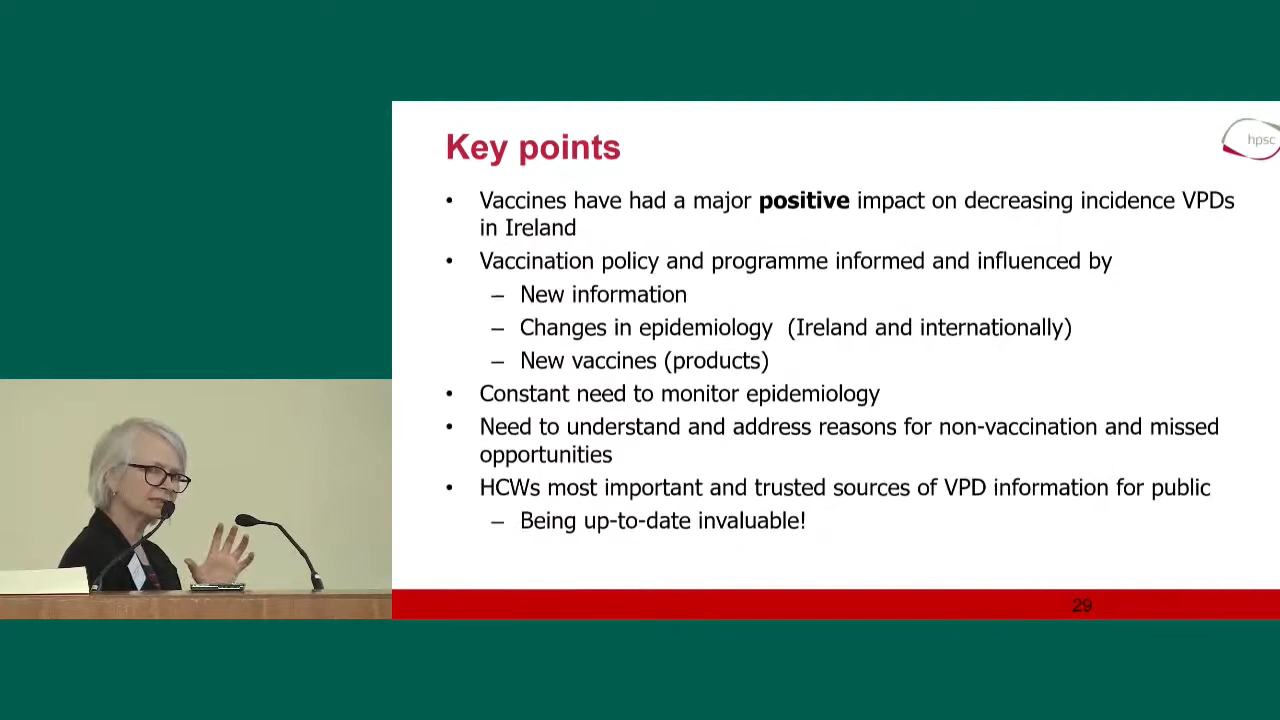 Key points
hpsc
• Vaccines have had a major positive impact on decreasing incidence VPDs
in Ireland
• Vaccination policy and programme informed and influenced by
– New information
– Changes in epidemiology (Ireland and internationally)
– New vaccines (products)
• Constant need to monitor epidemiology
• Need to understand and address reasons for non-vaccination and missed
opportunities
• HCWs most important and trusted sources of VPD information for public
– Being up-to-date invaluable!
29